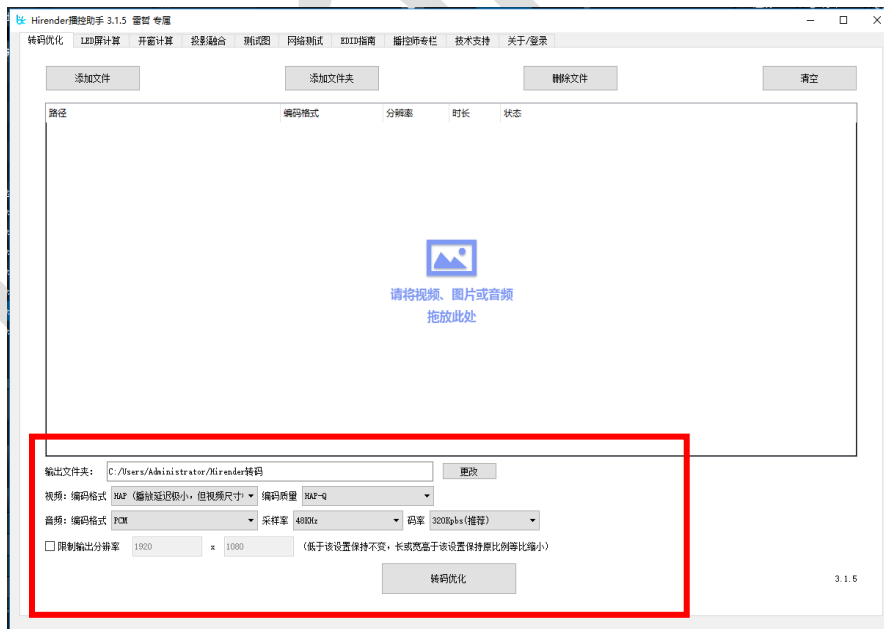 Hirender播控助手 3.1.5 雷哲 专属
转码优化 LED屏计算 开窗计算 投影融合 测试图 网络测试 EDID指南 播控师专栏 技术支持 关于/登录
添加文件 添加文件夹 删除文件 清空
路径 编码格式 分辨率 时长 状态
请将视频、图片或音频
拖放此处
输出文件夹: C:/Users/Administrator/Hirender转码 更改
视频: 编码格式 HAP (播放延迟极小,但视频尺寸 编码质量 HAP-Q
音频: 编码格式 PCM 采样率 48KHz 码率 320Kpbs(推荐)
限制输出分辨率 1920 x 1080 (低于该设置保持不变,长或宽高于该设置保持原比例等比缩小)
转码优化
3.1.5